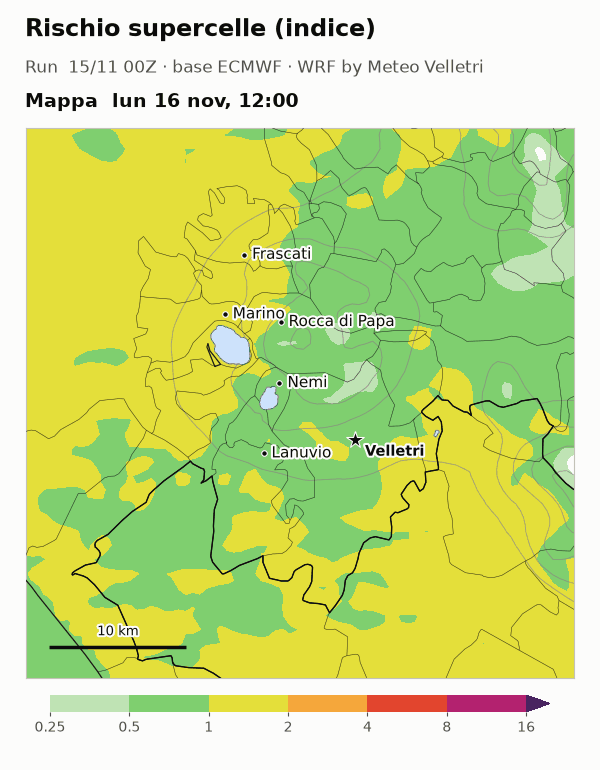 Rischio supercelle (indice)
Run  15/11 00Z · base ECMWF · WRF by Meteo Velletri
Mappa  lun 16 nov, 12:00
Frascati
Marino
Rocca di Papa
Nemi
Velletri
Lanuvio
10 km
0.25 0.5 1 2 4 8 16